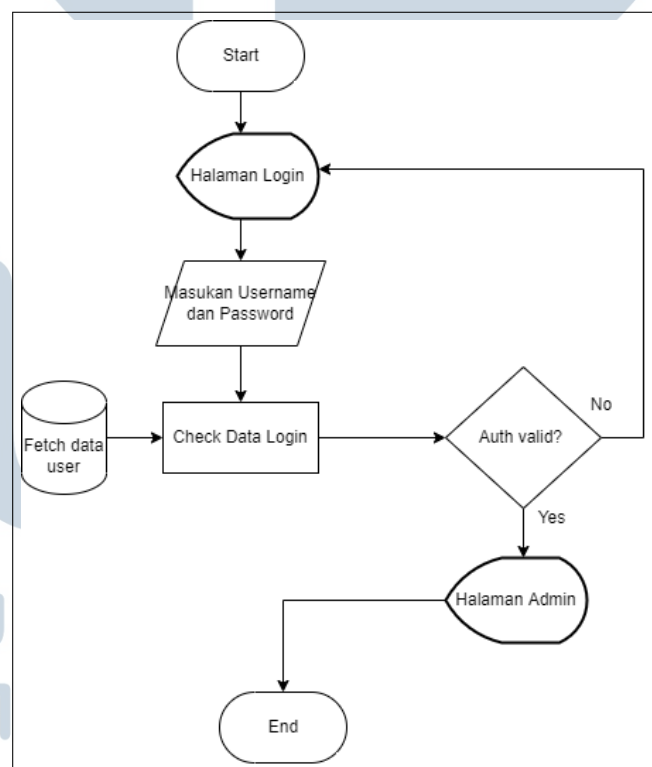 Start
Halaman Login
Masukan Username
dan Password
Fetch data
user
Check Data Login
Auth valid?
No
Yes
Halaman Admin
End